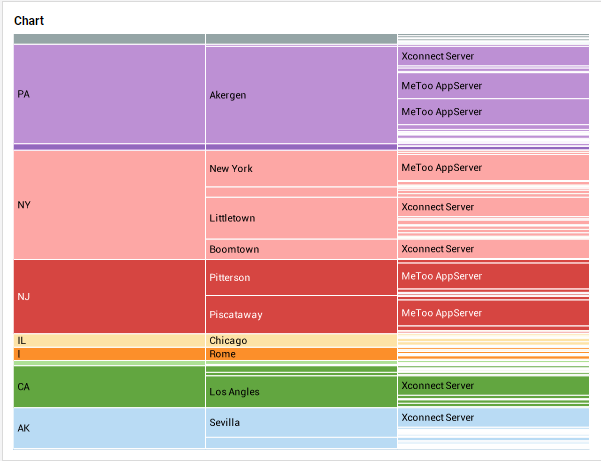 Chart
PA
Akergen
Xconnect Server
MeToo AppServer
MeToo AppServer
NY
New York
MeToo AppServer
Littletown
Xconnect Server
Boomtown
Xconnect Server
NJ
Pitterson
MeToo AppServer
Piscataway
MeToo AppServer
IL
Chicago
I
Rome
CA
Los Angles
Xconnect Server
AK
Sevilla
Xconnect Server